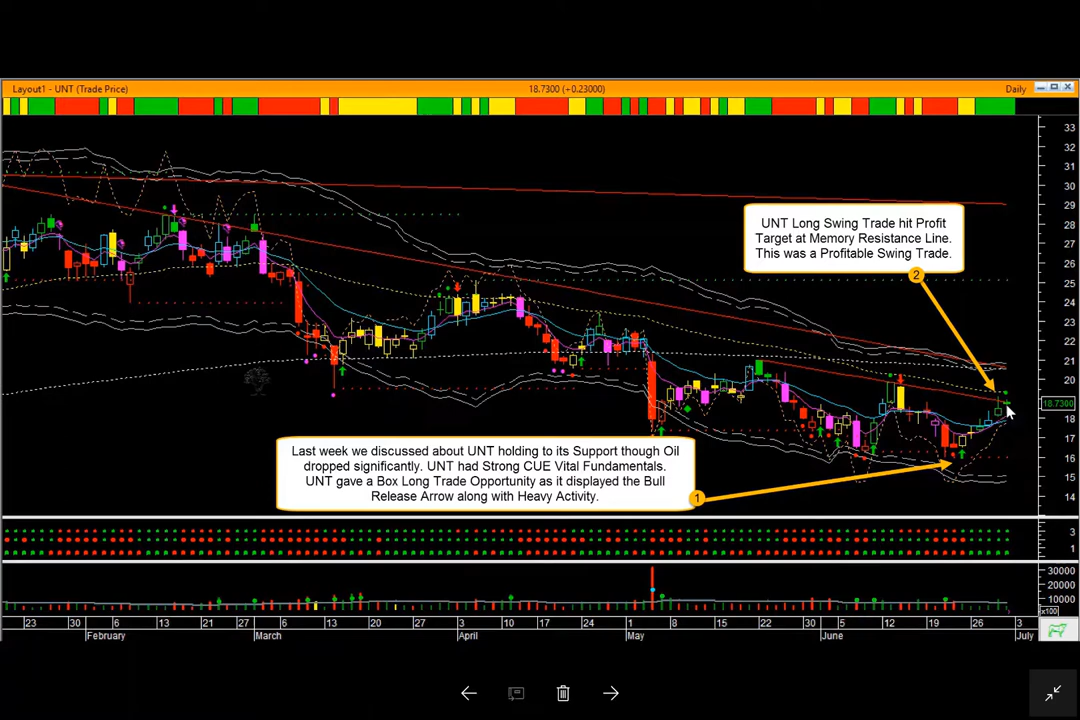 Layout1 - UNT (Trade Price)
18.7300 (+0.23000)
Daily
33
32
31
30
29
28
27
26
25
24
23
22
21
20
18.7300
18
17
16
15
14
UNT Long Swing Trade hit Profit
Target at Memory Resistance Line.
This was a Profitable Swing Trade.
2
Last week we discussed about UNT holding to its Support though Oil
dropped significantly. UNT had Strong CUE Vital Fundamentals.
UNT gave a Box Long Trade Opportunity as it displayed the Bull
Release Arrow along with Heavy Activity.
1
3
1
30000
20000
10000
x100
23 30 6 13 21 27 6 13 20 27 3 10 17 24 1 8 15 22 30 5 12 19 26 3
February March April May June July